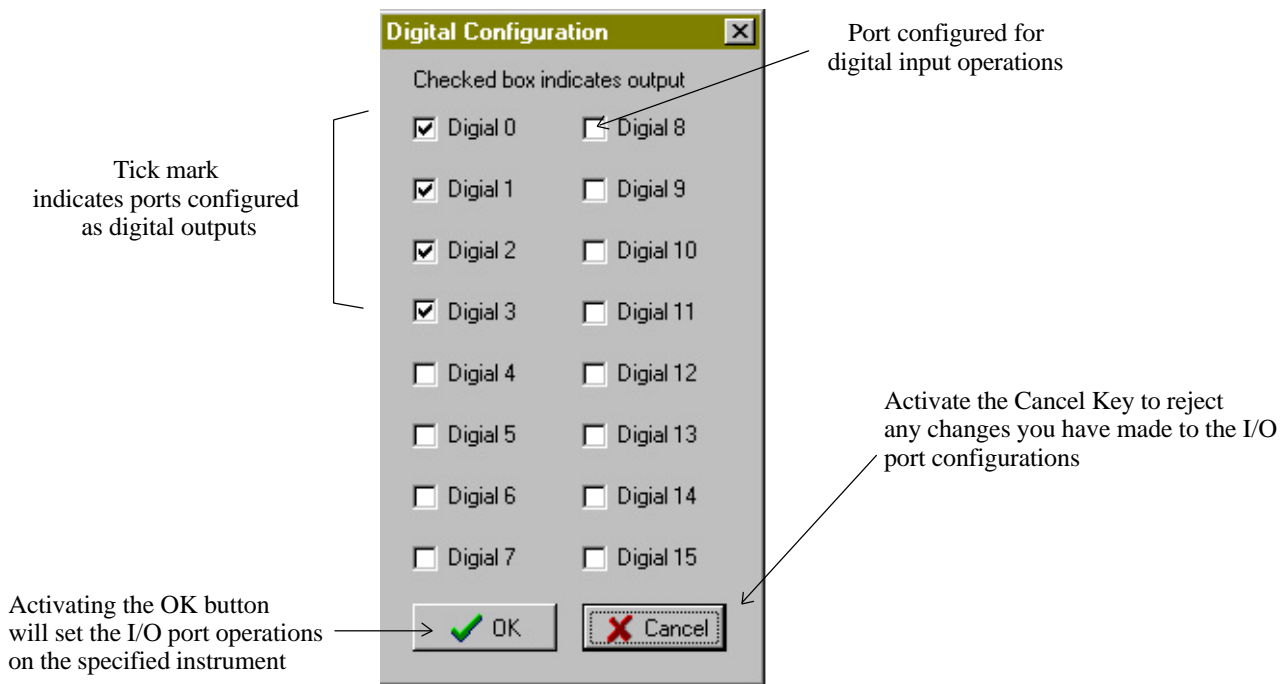 Digital Configuration
Port configured for
digital input operations
Checked box indicates output
Digial 0
Digial 8
Tick mark
indicates ports configured
as digital outputs
Digial 1
Digial 9
Digial 2
Digial 10
Digial 3
Digial 11
Digial 4
Digial 12
Activate the Cancel Key to reject
any changes you have made to the I/O
port configurations
Digial 5
Digial 13
Digial 6
Digial 14
Digial 7
Digial 15
Activating the OK button
will set the I/O port operations
on the specified instrument
OK
Cancel